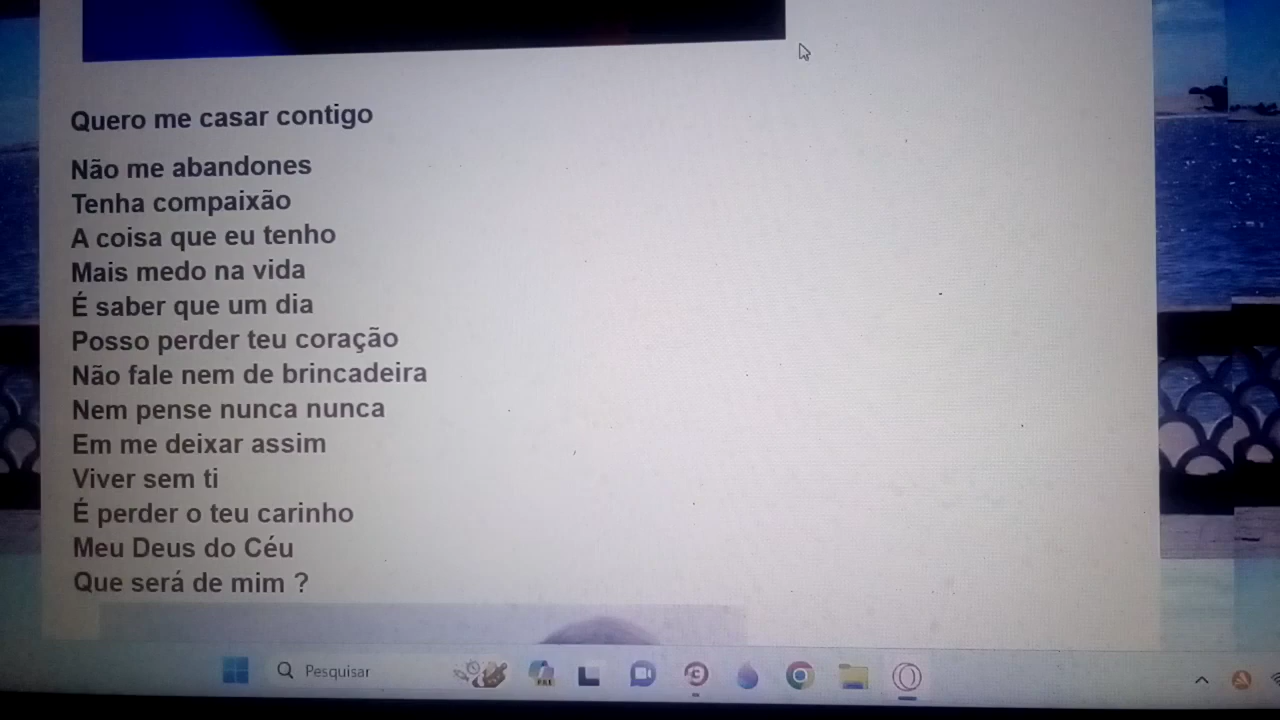 Quero me casar contigo
Não me abandones
Tenha compaixão
A coisa que eu tenho
Mais medo na vida
É saber que um dia
Posso perder teu coração
Não fale nem de brincadeira
Nem pense nunca nunca
Em me deixar assim
Viver sem ti
É perder o teu carinho
Meu Deus do Céu
Que será de mim ?
Pesquisar
PRE